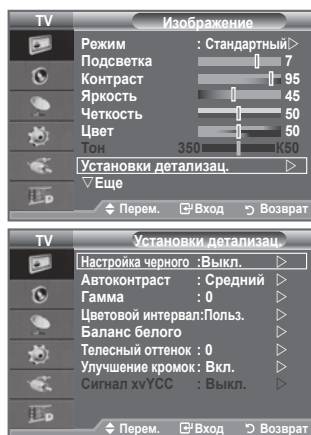 TV Изображение
Режим : Стандартный
Подсветка 7
Контраст 95
Яркость 45
Четкость 50
Цвет 50
Тон З50 К50
Установки детализац.
▽Еще
Перем. Вход Возврат
TV Установки детализац.
Настройка черного :Выкл.
Автоконтраст : Средний
Гамма : 0
Цветовой интервал:Польз.
Баланс белого
Телесный оттенок : 0
Улучшение кромок : Вкл.
Сигнал xvYCC : Выкл.
Перем. Вход Возврат